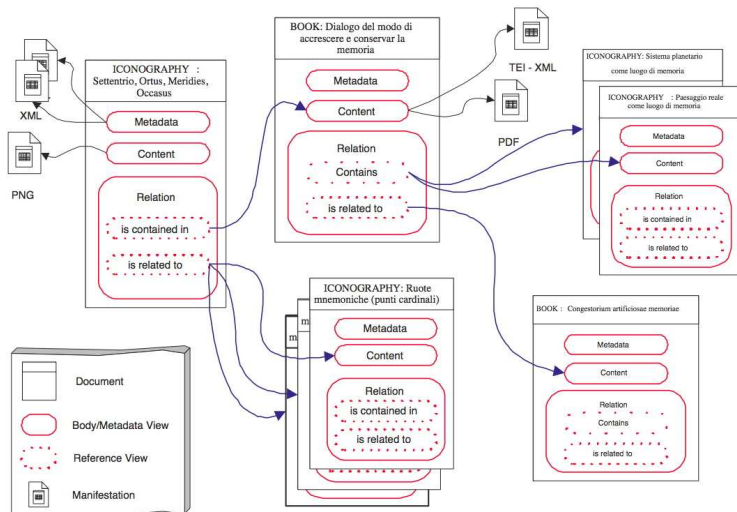 XML
PNG
ICONOGRAPHY :
Settentrio, Ortus, Meridies,
Occasus
Metadata
Content
Relation
is contained in
is related to
BOOK: Dialogo del modo di
accrescere e conservar la
memoria
Metadata
Content
Relation
Contains
is related to
TEI - XML
PDF
ICONOGRAPHY: Sistema planetario
come luogo di memoria
ICONOGRAPHY : Paesaggio reale
come luogo di memoria
Metadata
Content
Relation
is contained in
is related to
m
m
ICONOGRAPHY: Ruote
mnemoniche (punti cardinali)
Metadata
Content
Relation
is contained in
is related to
BOOK : Congestoriam artificiosae memoriae
Metadata
Content
Relation
Contains
is related to
Document
Body/Metadata View
Reference View
Manifestation